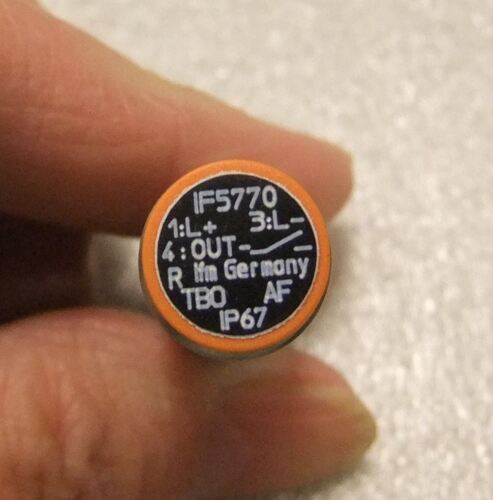 IF5770
1:L+ 3:L-
4:OUT
R ifm Germany
TBO AF
IP67